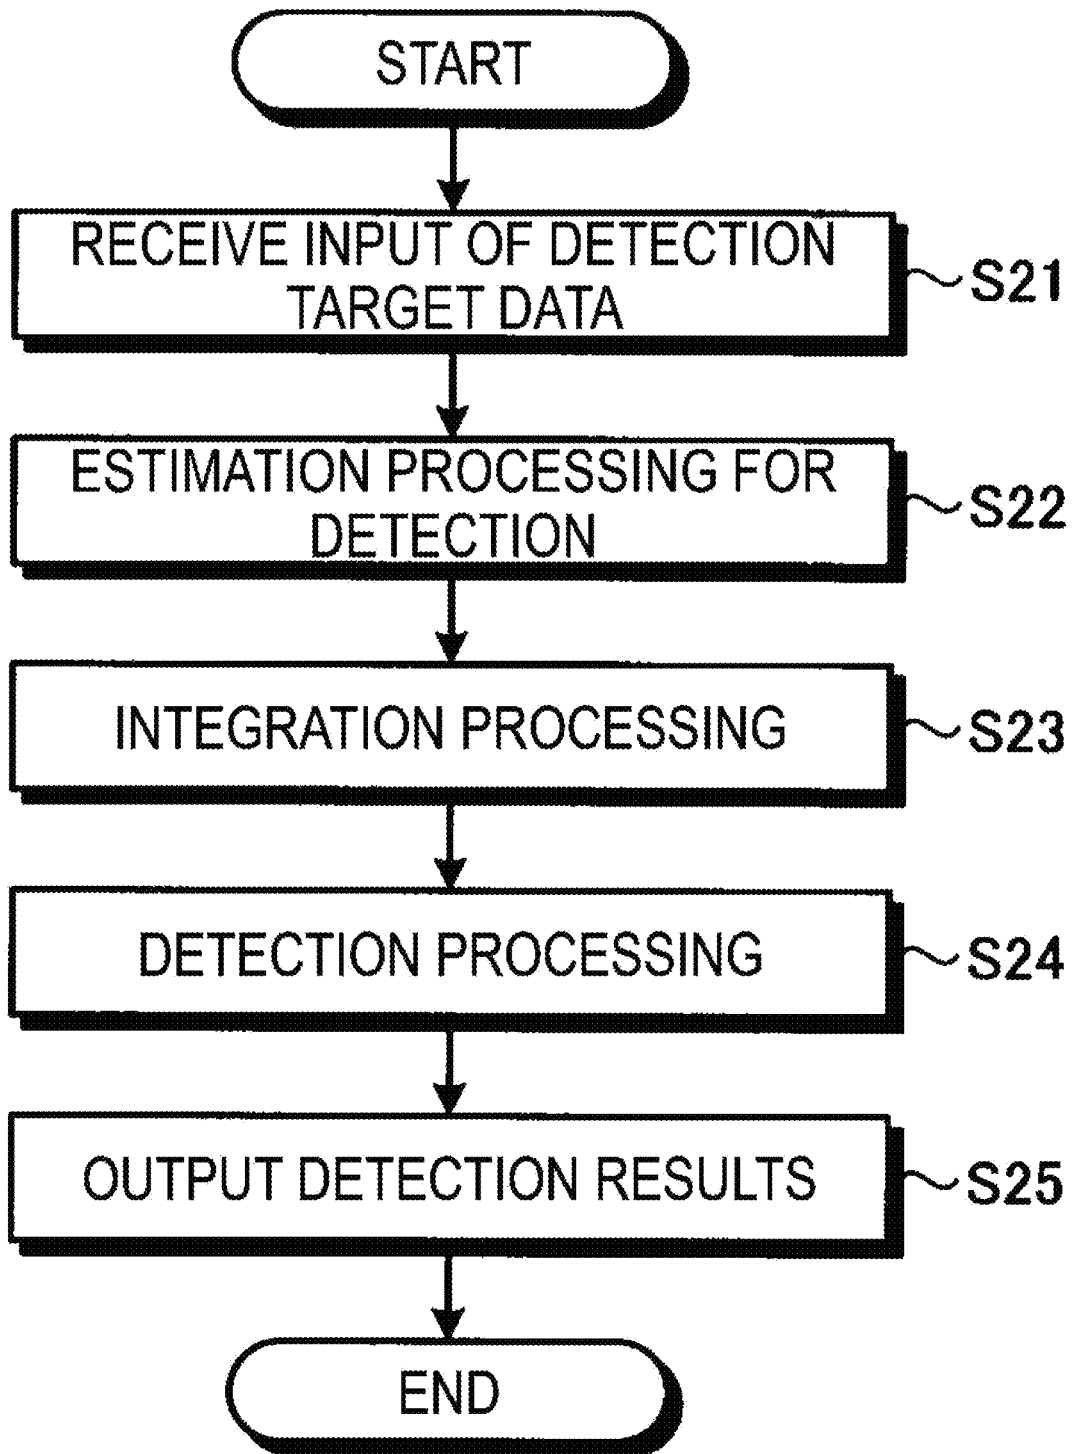 START
RECEIVE INPUT OF DETECTION
TARGET DATA
S21
ESTIMATION PROCESSING FOR
DETECTION
S22
INTEGRATION PROCESSING
S23
DETECTION PROCESSING
S24
OUTPUT DETECTION RESULTS
S25
END